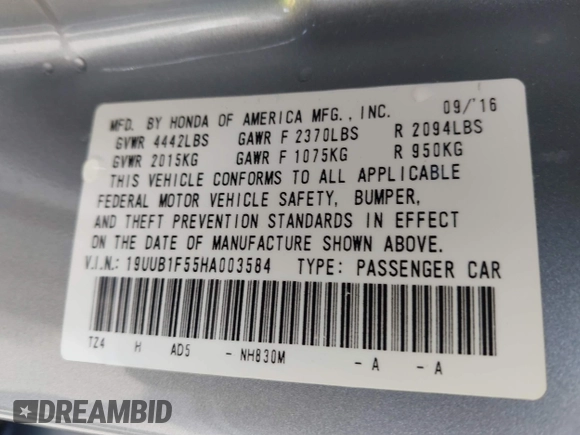 MFD. BY HONDA OF AMERICA MFG., INC. 09/'16
GVWR 4442LBS GAWR F 2370LBS R 2094LBS
GVWR 2015KG GAWR F 1075KG R 950KG
THIS VEHICLE CONFORMS TO ALL APPLICABLE
FEDERAL MOTOR VEHICLE SAFETY, BUMPER,
AND THEFT PREVENTION STANDARDS IN EFFECT
ON THE DATE OF MANUFACTURE SHOWN ABOVE.
V.I.N.: 19UUB1F55HA003584 TYPE: PASSENGER CAR
TZ4 H AD5 - NH830M - A - A
DREAMBID